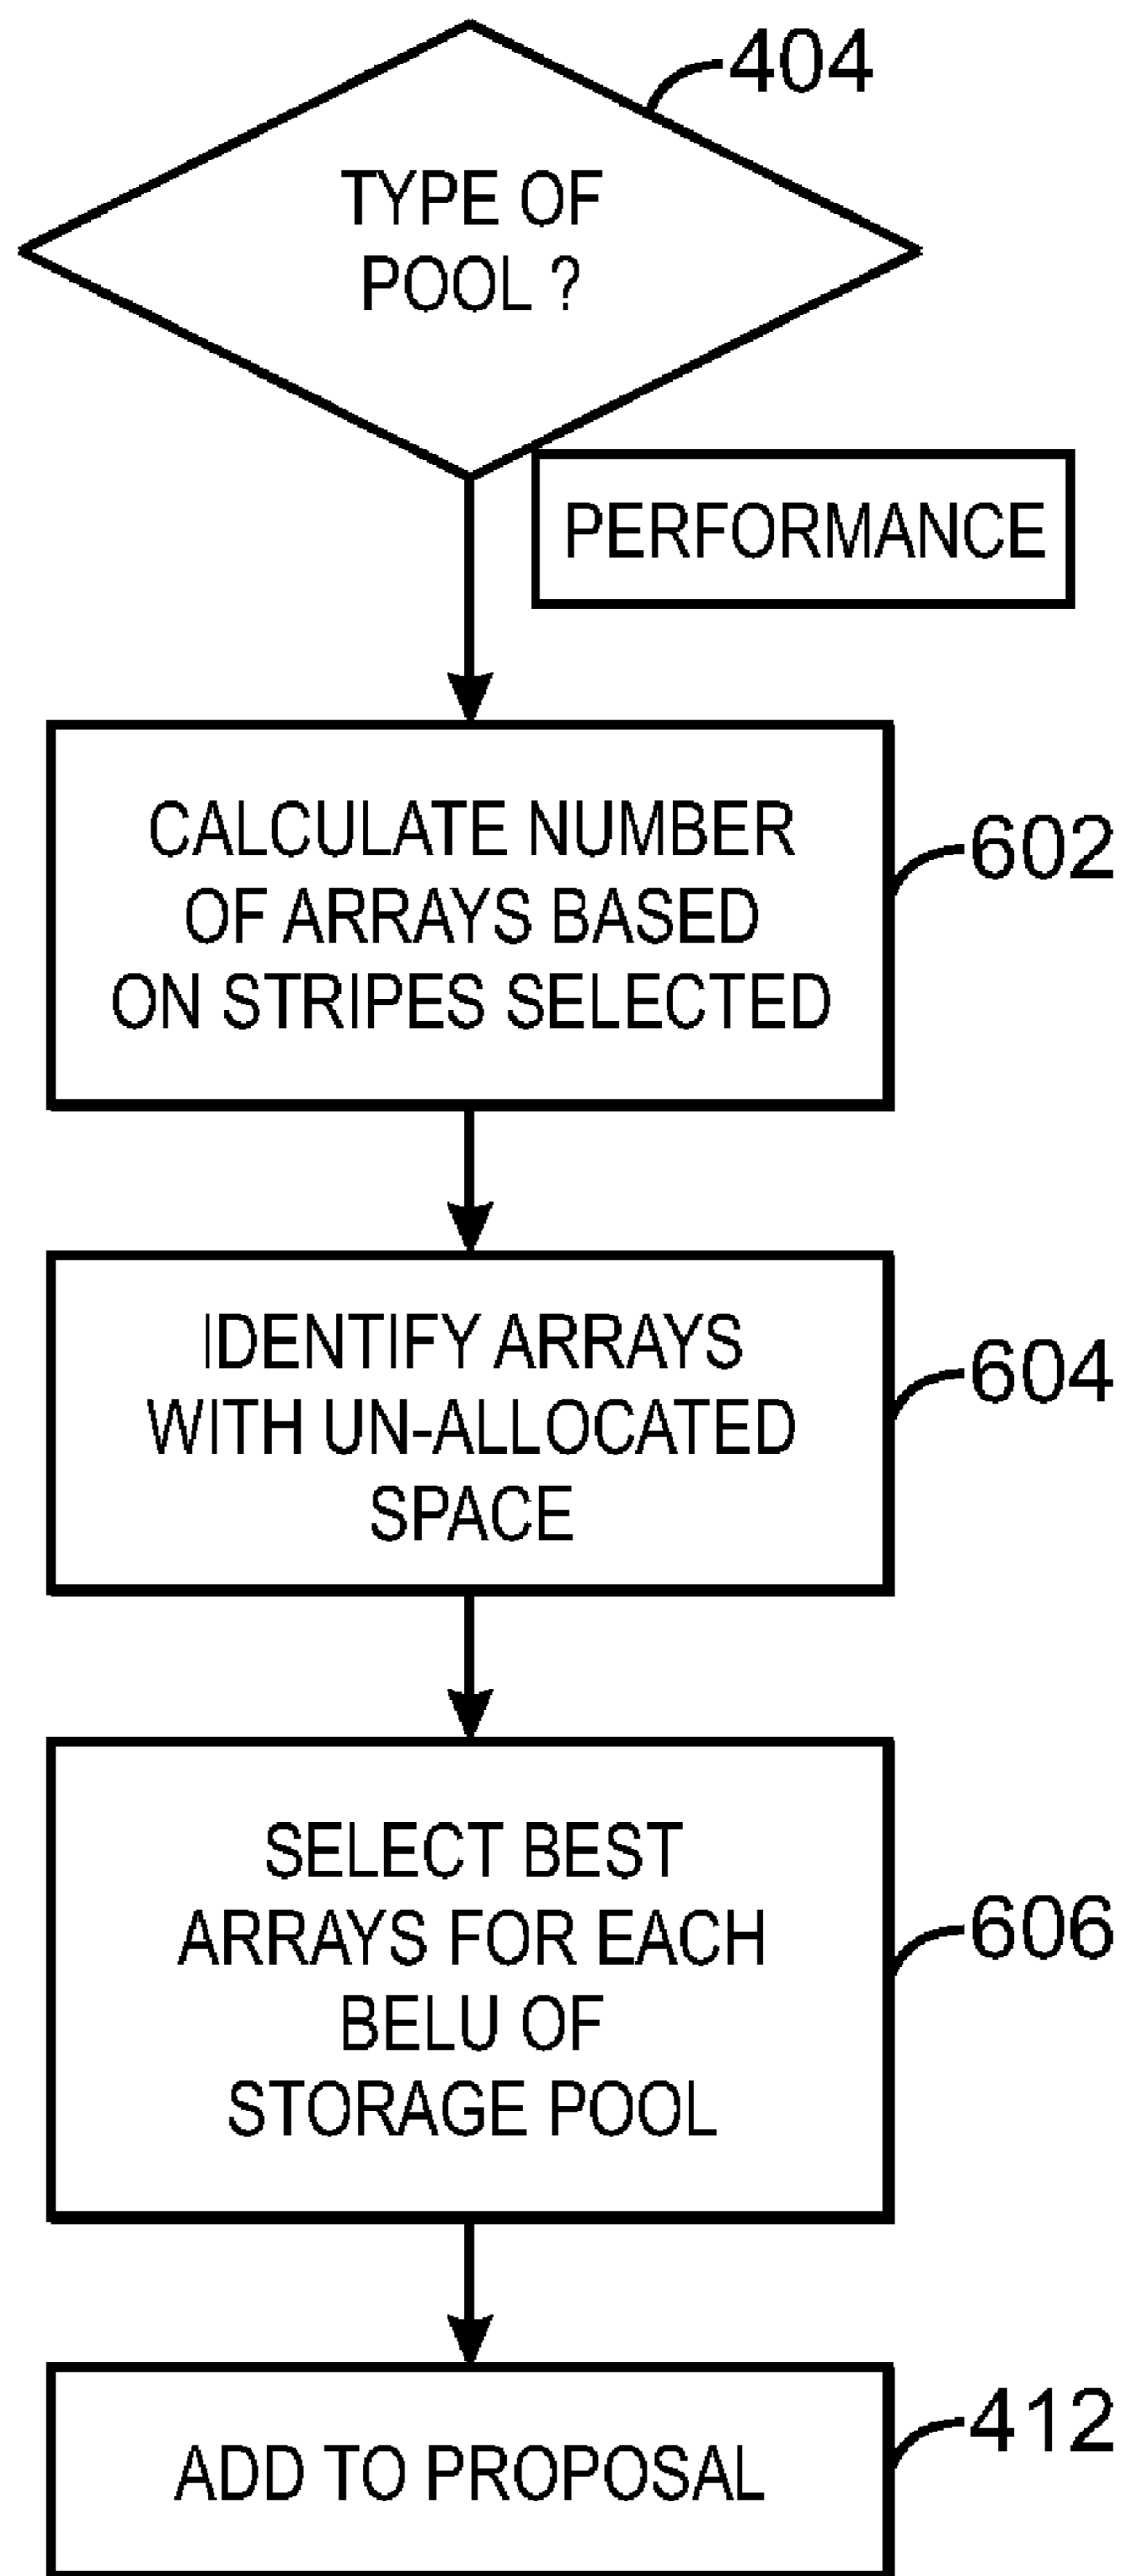 404
TYPE OF
POOL ?
PERFORMANCE
CALCULATE NUMBER
OF ARRAYS BASED
ON STRIPES SELECTED
602
IDENTIFY ARRAYS
WITH UN-ALLOCATED
SPACE
604
SELECT BEST
ARRAYS FOR EACH
BELU OF
STORAGE POOL
606
ADD TO PROPOSAL
412